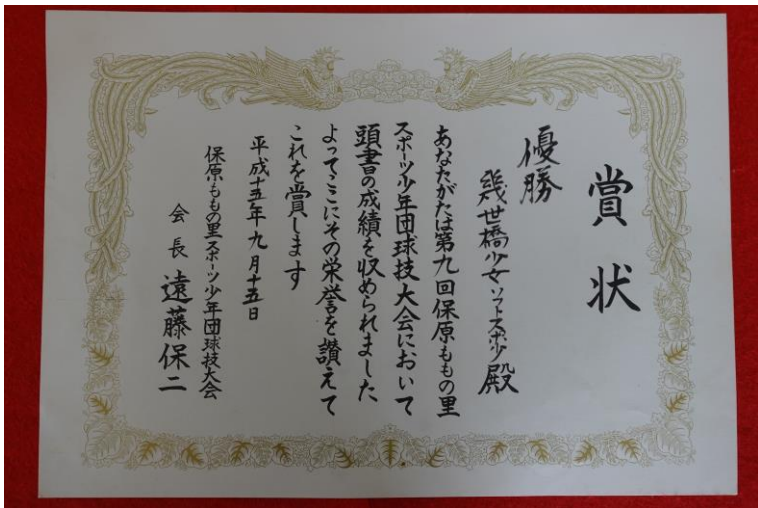 賞状
優勝
幾世橋少女ソフトスポ少殿
あなたがたは第九回保原ももの里
スポーツ少年団球技大会において
頭書の成績を収められました
よってここにその栄誉を讃えて
これを賞します
平成十五年九月十五日
保原ももの里スポーツ少年団球技大会
会長 遠藤保二